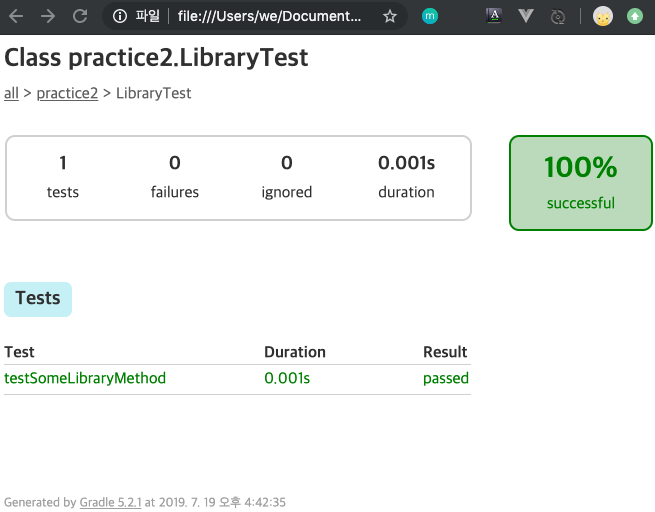 파일 file:///Users/we/Document...
m A
Class practice2.LibraryTest
all > practice2 > LibraryTest
1 0 0 0.001s
tests failures ignored duration
100%
successful
Tests
Test Duration Result
testSomeLibraryMethod 0.001s passed
Generated by Gradle 5.2.1 at 2019. 7. 19 오후 4:42:35